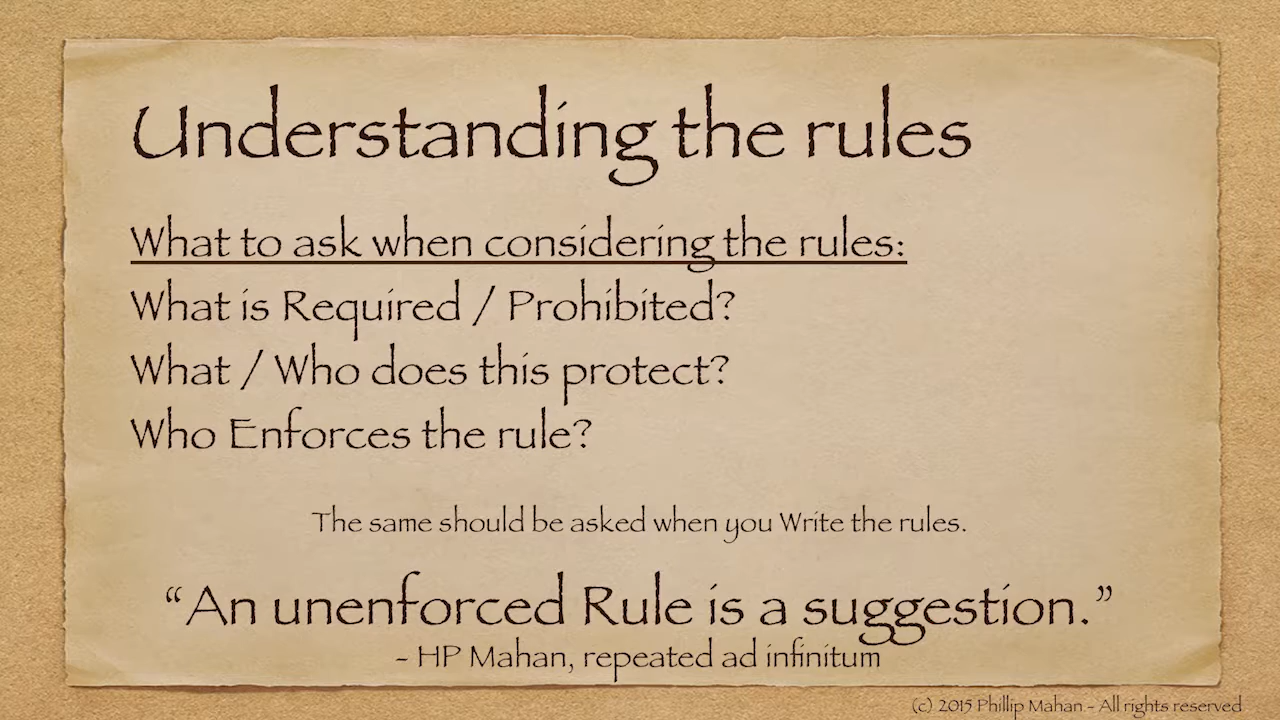 Understanding the rules
What to ask when considering the rules:
What is Required / Prohibited?
What / Who does this protect?
Who Enforces the rule?
The same should be asked when you Write the rules.
“An unenforced Rule is a suggestion.”
- HP Mahan, repeated ad infinitum
(c) 2015 Phillip Mahan - All rights reserved